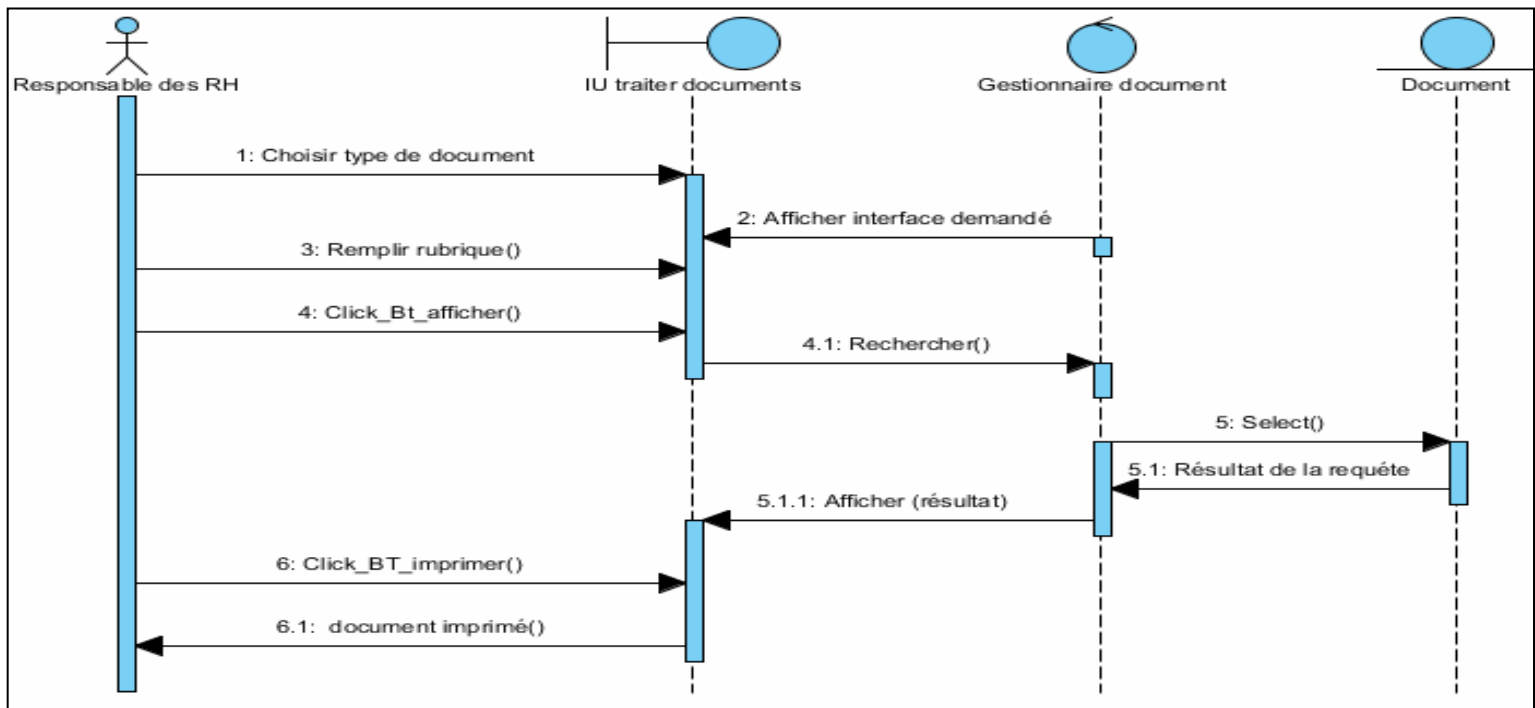 Responsable des RH
IU traiter documents
Gestionnaire document
Document
1: Choisir type de document
2: Afficher interface demandé
3: Remplir rubrique()
4: Click_Bt_afficher()
4.1: Rechercher()
5: Select()
5.1: Résultat de la requéte
5.1.1: Afficher (résultat)
6: Click_BT_imprimer()
6.1: document imprimé()